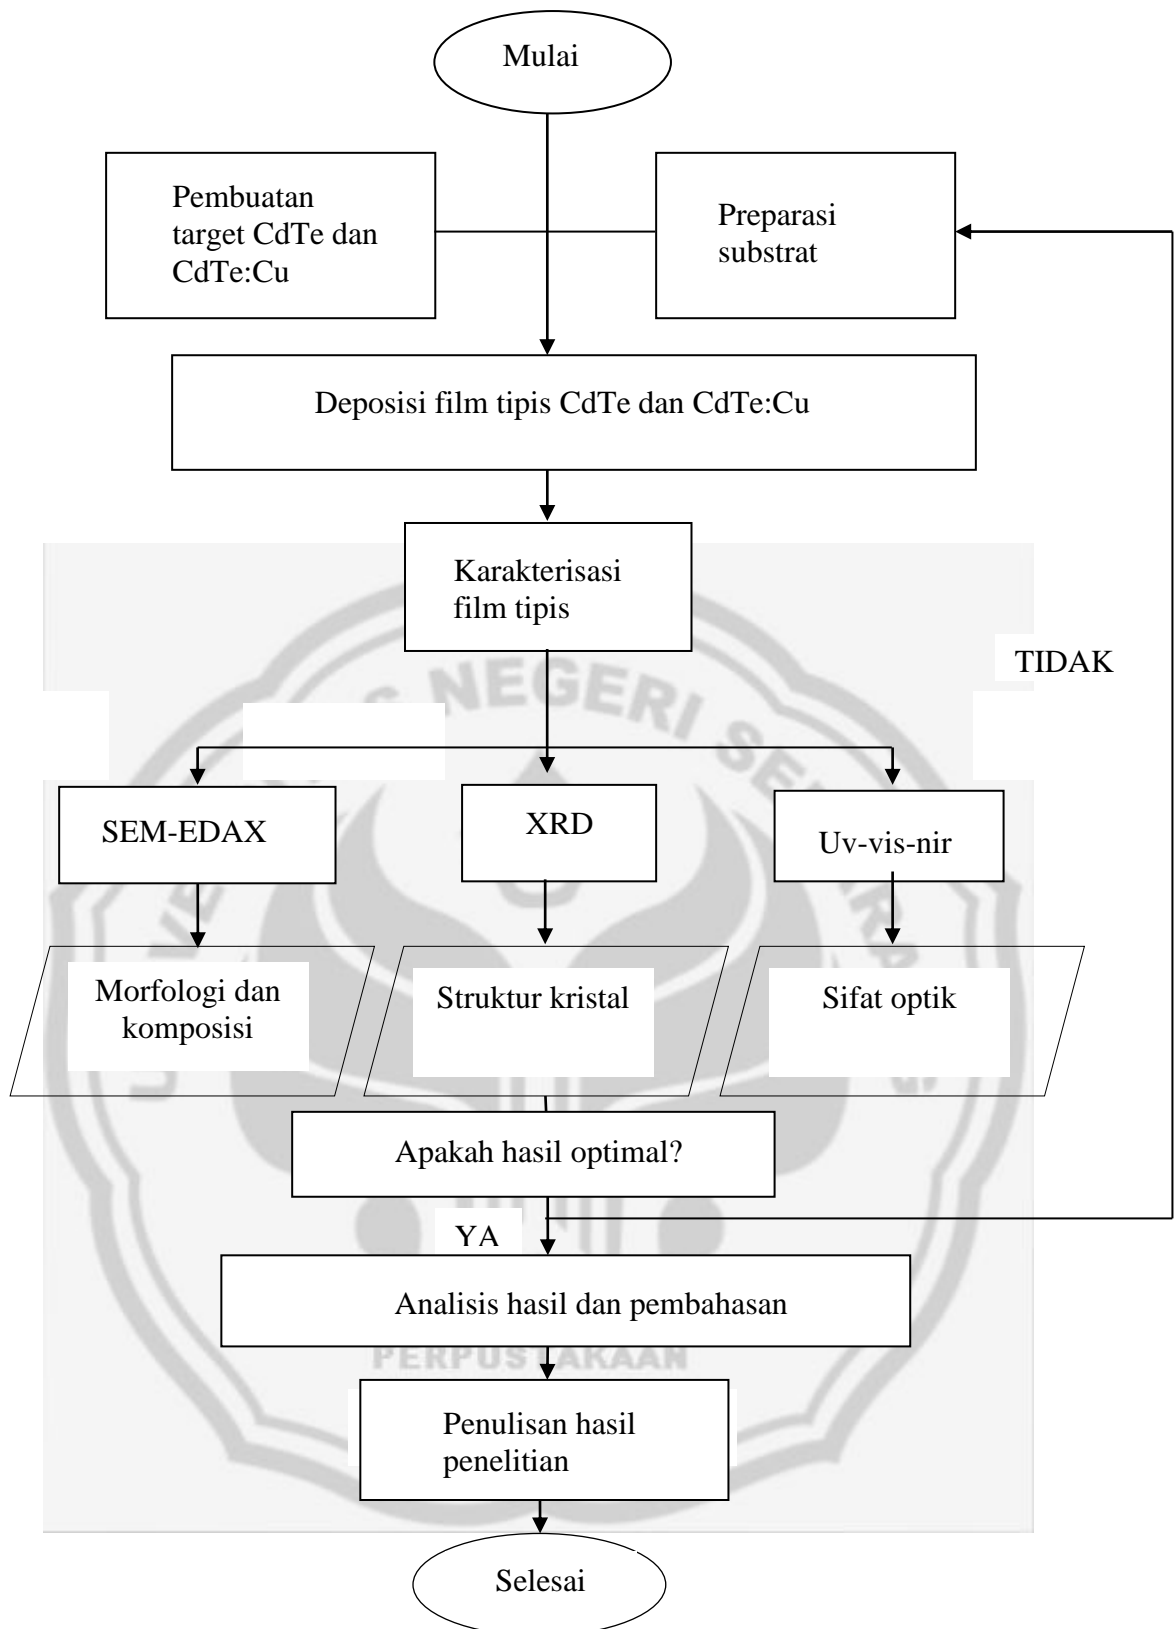 Mulai
Pembuatan
target CdTe dan
CdTe:Cu
Preparasi
substrat
Deposisi film tipis CdTe dan CdTe:Cu
Karakterisasi
film tipis
TIDAK
NEGERI
SEM-EDAX
XRD
Uv-vis-nir
Morfologi dan
komposisi
Struktur kristal
Sifat optik
Apakah hasil optimal?
YA
Analisis hasil dan pembahasan
PERPUSTAKAAN
Penulisan hasil
penelitian
Selesai